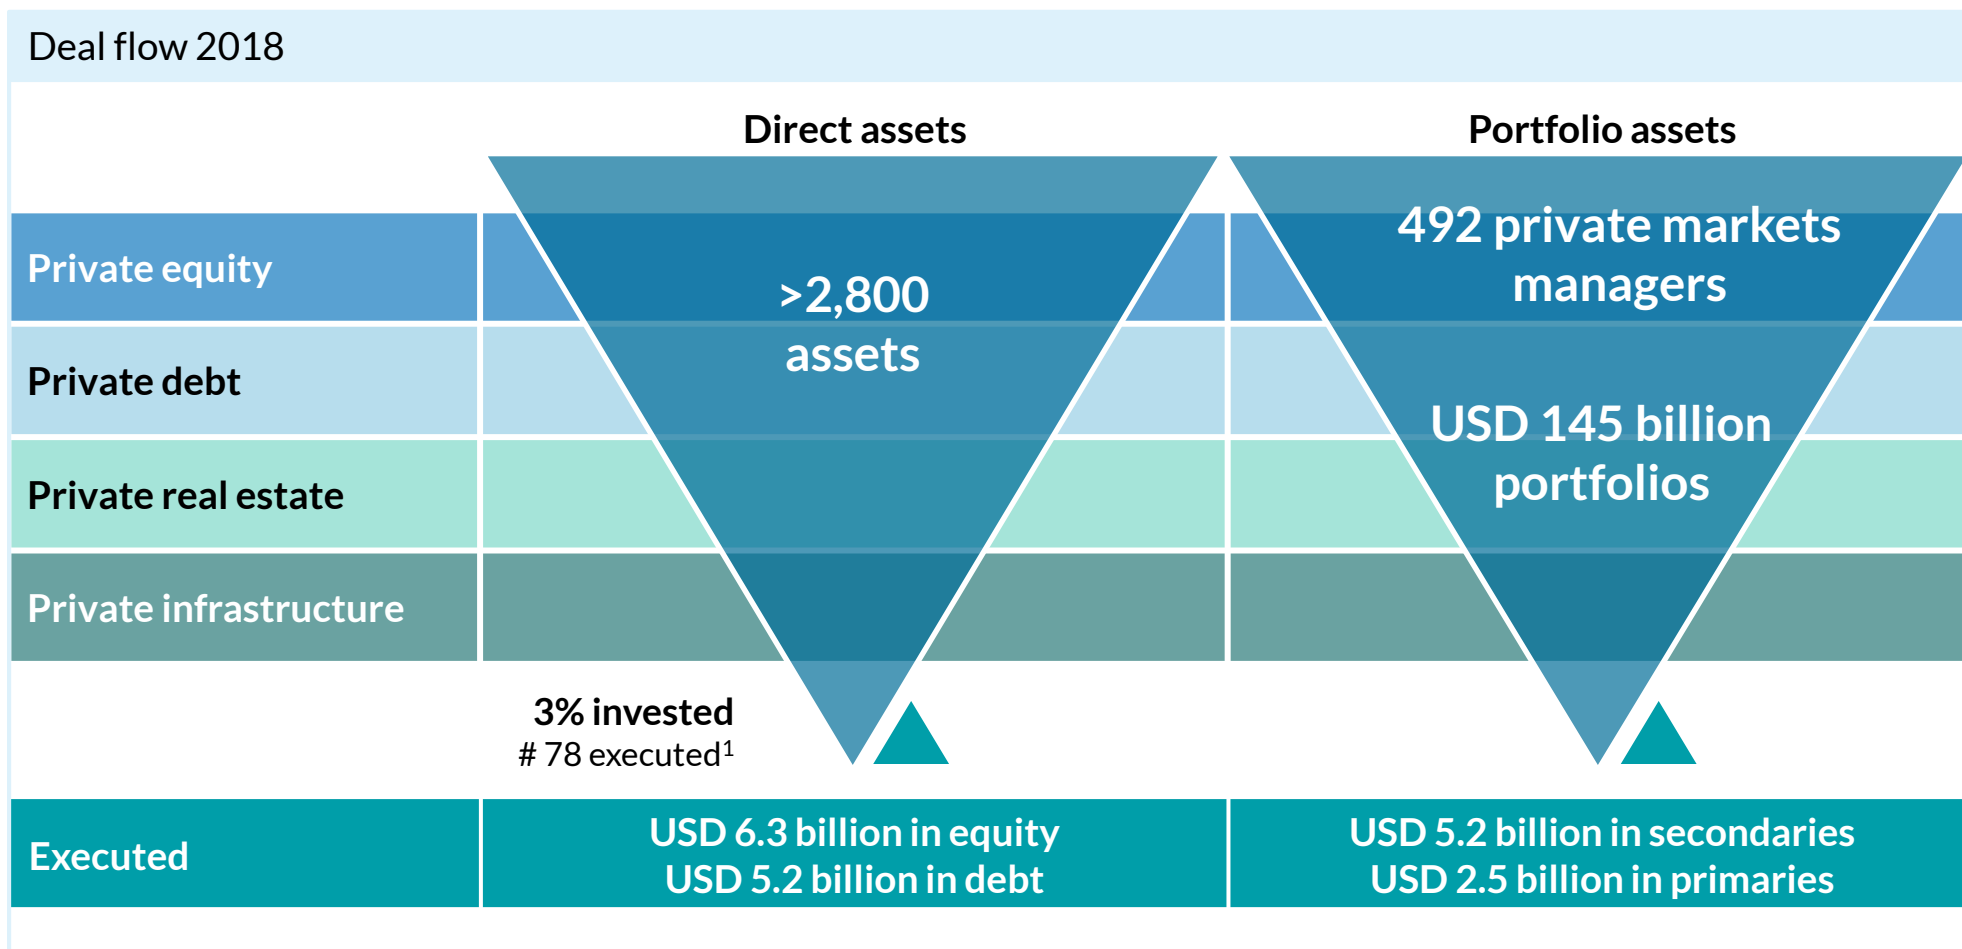 Deal flow 2018
Direct assets
Portfolio assets
Private equity
>2,800
assets
492 private markets
managers
Private debt
USD 145 billion
portfolios
Private real estate
Private infrastructure
3% invested
# 78 executed¹
Executed
USD 6.3 billion in equity
USD 5.2 billion in debt
USD 5.2 billion in secondaries
USD 2.5 billion in primaries